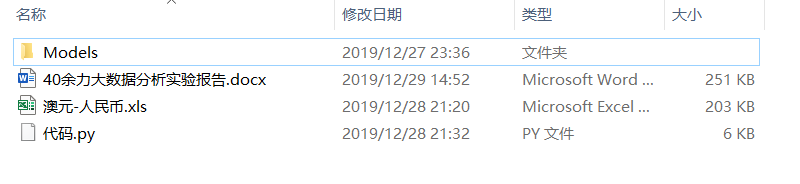 名称 修改日期 类型 大小
Models 2019/12/27 23:36 文件夹
40余力大数据分析实验报告.docx 2019/12/29 14:52 Microsoft Word ... 251 KB
澳元-人民币.xls 2019/12/28 21:20 Microsoft Excel ... 203 KB
代码.py 2019/12/28 21:32 PY 文件 6 KB